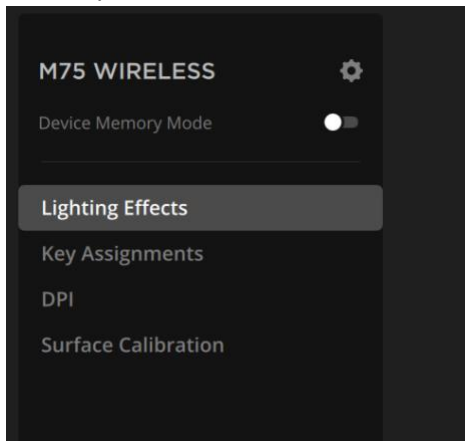 M75 WIRELESS
Device Memory Mode
Lighting Effects
Key Assignments
DPI
Surface Calibration